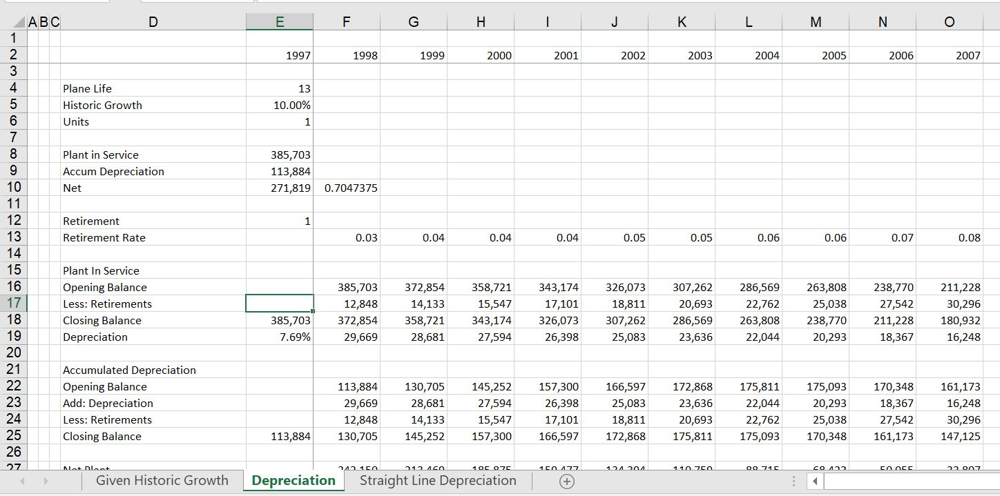 A B C D E F G H I J K L M N O
1
2 1997 1998 1999 2000 2001 2002 2003 2004 2005 2006 2007
3
4 Plane Life 13
5 Historic Growth 10.00%
6 Units 1
7
8 Plant in Service 385,703
9 Accum Depreciation 113,884
10 Net 271,819 0.7047375
11
12 Retirement 1
13 Retirement Rate 0.03 0.04 0.04 0.04 0.05 0.05 0.06 0.06 0.07 0.08
14
15 Plant In Service
16 Opening Balance 385,703 372,854 358,721 343,174 326,073 307,262 286,569 263,808 238,770 211,228
17 Less: Retirements 12,848 14,133 15,547 17,101 18,811 20,693 22,762 25,038 27,542 30,296
18 Closing Balance 385,703 372,854 358,721 343,174 326,073 307,262 286,569 263,808 238,770 211,228 180,932
19 Depreciation 7.69% 29,669 28,681 27,594 26,398 25,083 23,636 22,044 20,293 18,367 16,248
20
21 Accumulated Depreciation
22 Opening Balance 113,884 130,705 145,252 157,300 166,597 172,868 175,811 175,093 170,348 161,173
23 Add: Depreciation 29,669 28,681 27,594 26,398 25,083 23,636 22,044 20,293 18,367 16,248
24 Less: Retirements 12,848 14,133 15,547 17,101 18,811 20,693 22,762 25,038 27,542 30,296
25 Closing Balance 113,884 130,705 145,252 157,300 166,597 172,868 175,811 175,093 170,348 161,173 147,125
26
27 Net Plant
Given Historic Growth Depreciation Straight Line Depreciation